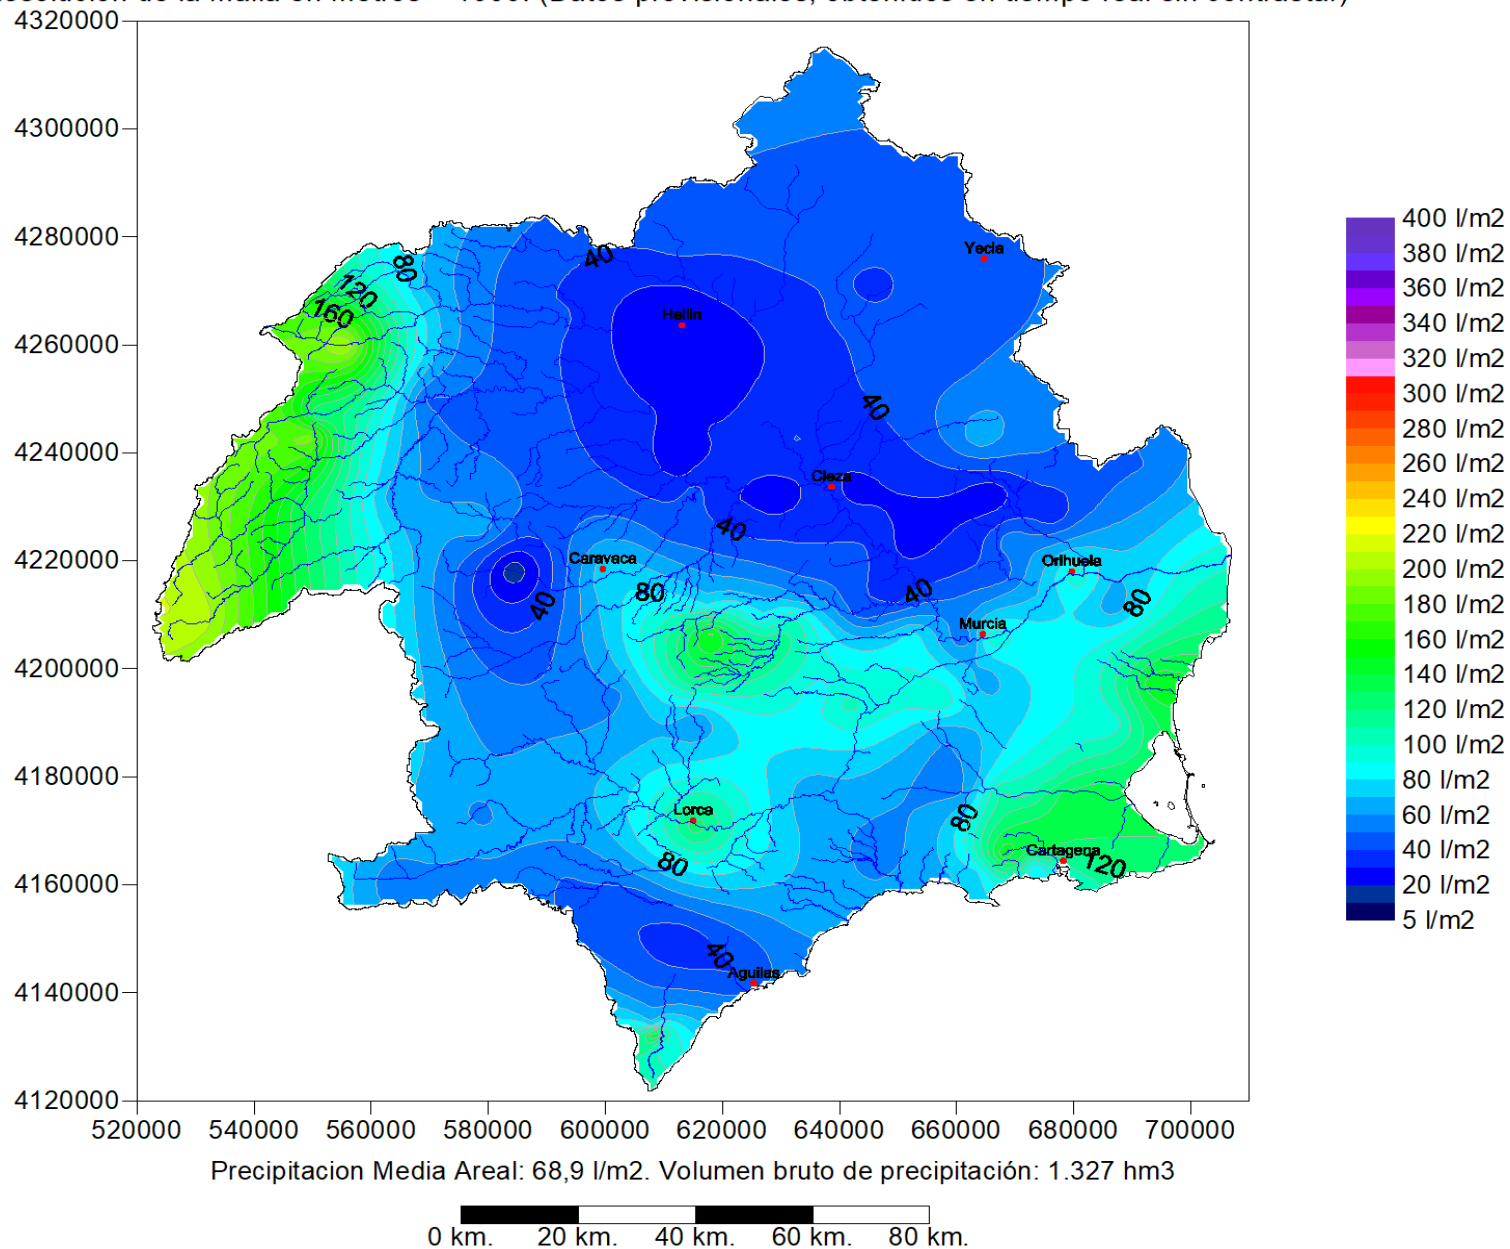 4320000
4300000
4280000
4260000
4240000
4220000
4200000
4180000
4160000
4140000
4120000
520000 540000 560000 580000 600000 620000 640000 660000 680000 700000
Yecla
40
80
120
160
Hellin
40
Cieza
40
Caravaca
Orihuela
80
40
40
80
Murcia
Lorca
80
80
Cartagena
120
40
Aguilas
400 l/m2
380 l/m2
360 l/m2
340 l/m2
320 l/m2
300 l/m2
280 l/m2
260 l/m2
240 l/m2
220 l/m2
200 l/m2
180 l/m2
160 l/m2
140 l/m2
120 l/m2
100 l/m2
80 l/m2
60 l/m2
40 l/m2
20 l/m2
5 l/m2
Precipitacion Media Areal: 68,9 l/m2. Volumen bruto de precipitación: 1.327 hm3
0 km. 20 km. 40 km. 60 km. 80 km.